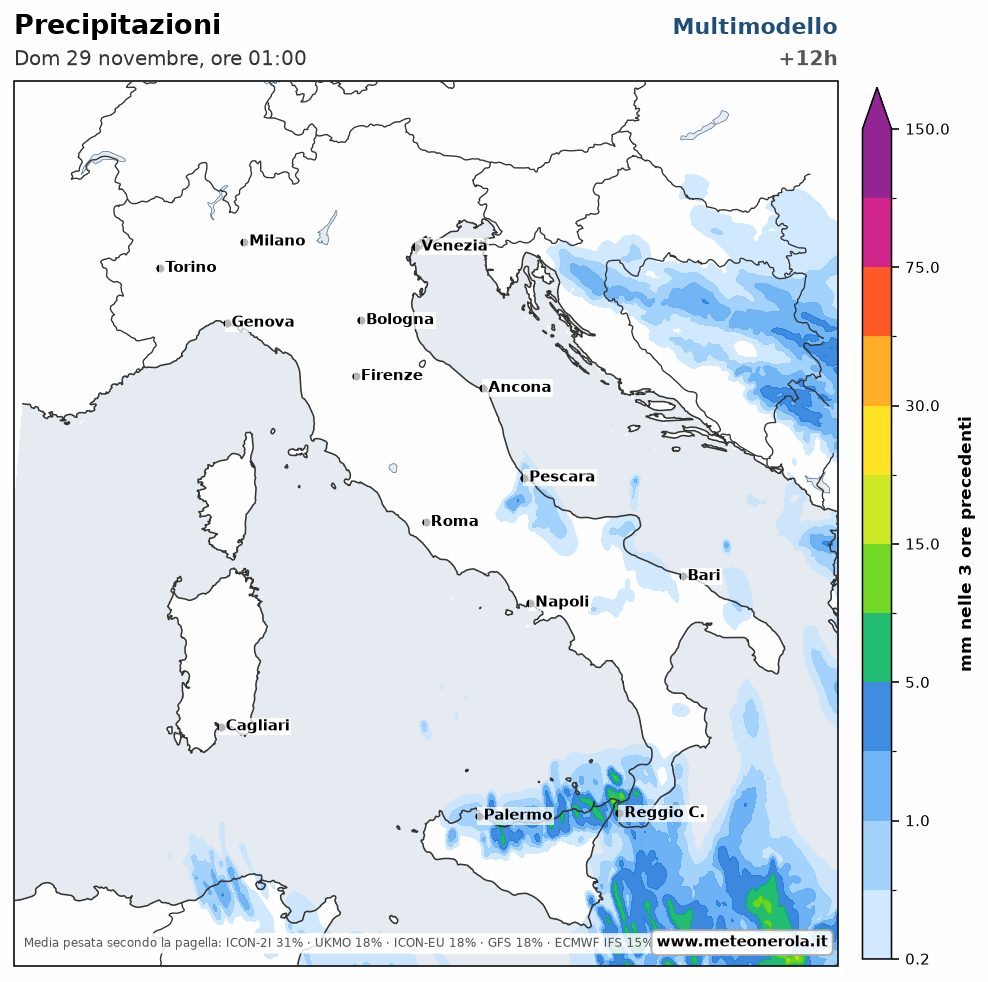 Precipitazioni
Multimodello
Dom 29 novembre, ore 01:00
+12h
150.0
75.0
30.0
15.0
5.0
1.0
0.2
mm nelle 3 ore precedenti
Milano
Venezia
Torino
Genova
Bologna
Firenze
Ancona
Pescara
Roma
Bari
Napoli
Cagliari
Palermo
Reggio C.
Media pesata secondo la pagella: ICON-2I 31% · UKMO 18% · ICON-EU 18% · GFS 18% · ECMWF IFS 15%
www.meteonerola.it